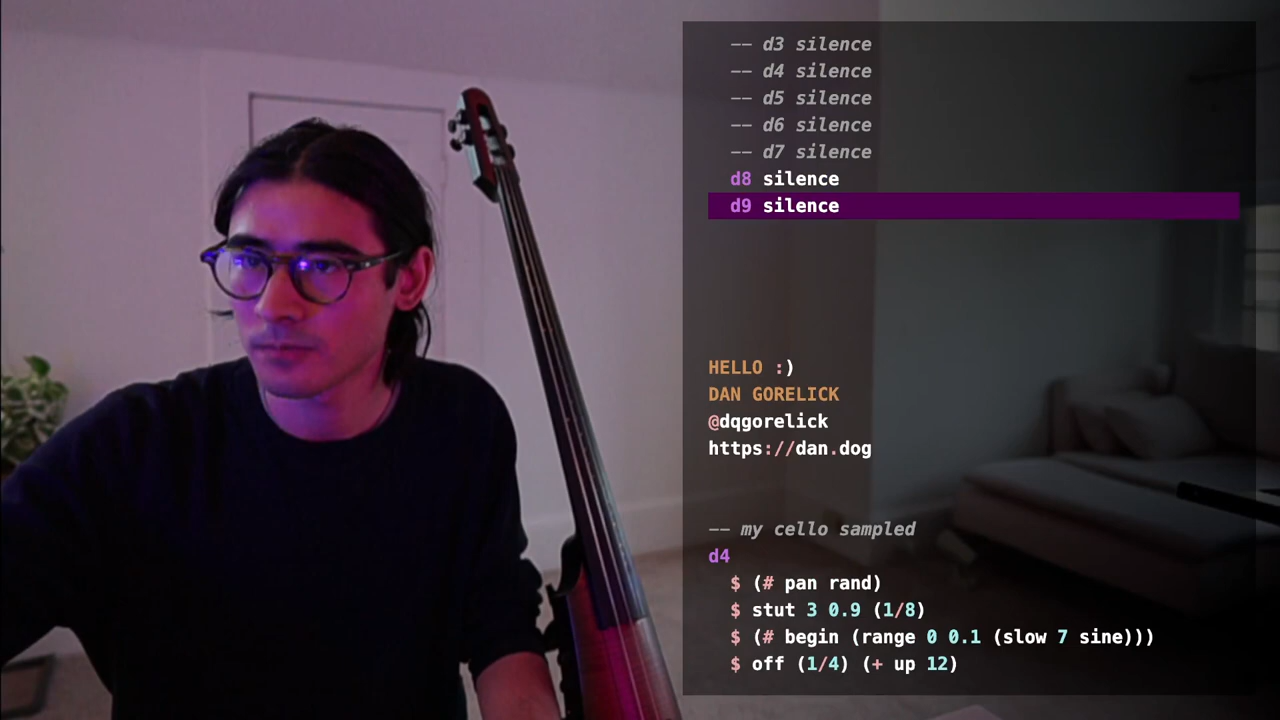 -- d3 silence
-- d4 silence
-- d5 silence
-- d6 silence
-- d7 silence
d8 silence
d9 silence
HELLO :)
DAN GORELICK
@dqgorelick
https://dan.dog
-- my cello sampled
d4
$ (# pan rand)
$ stut 3 0.9 (1/8)
$ (# begin (range 0 0.1 (slow 7 sine)))
$ off (1/4) (+ up 12)